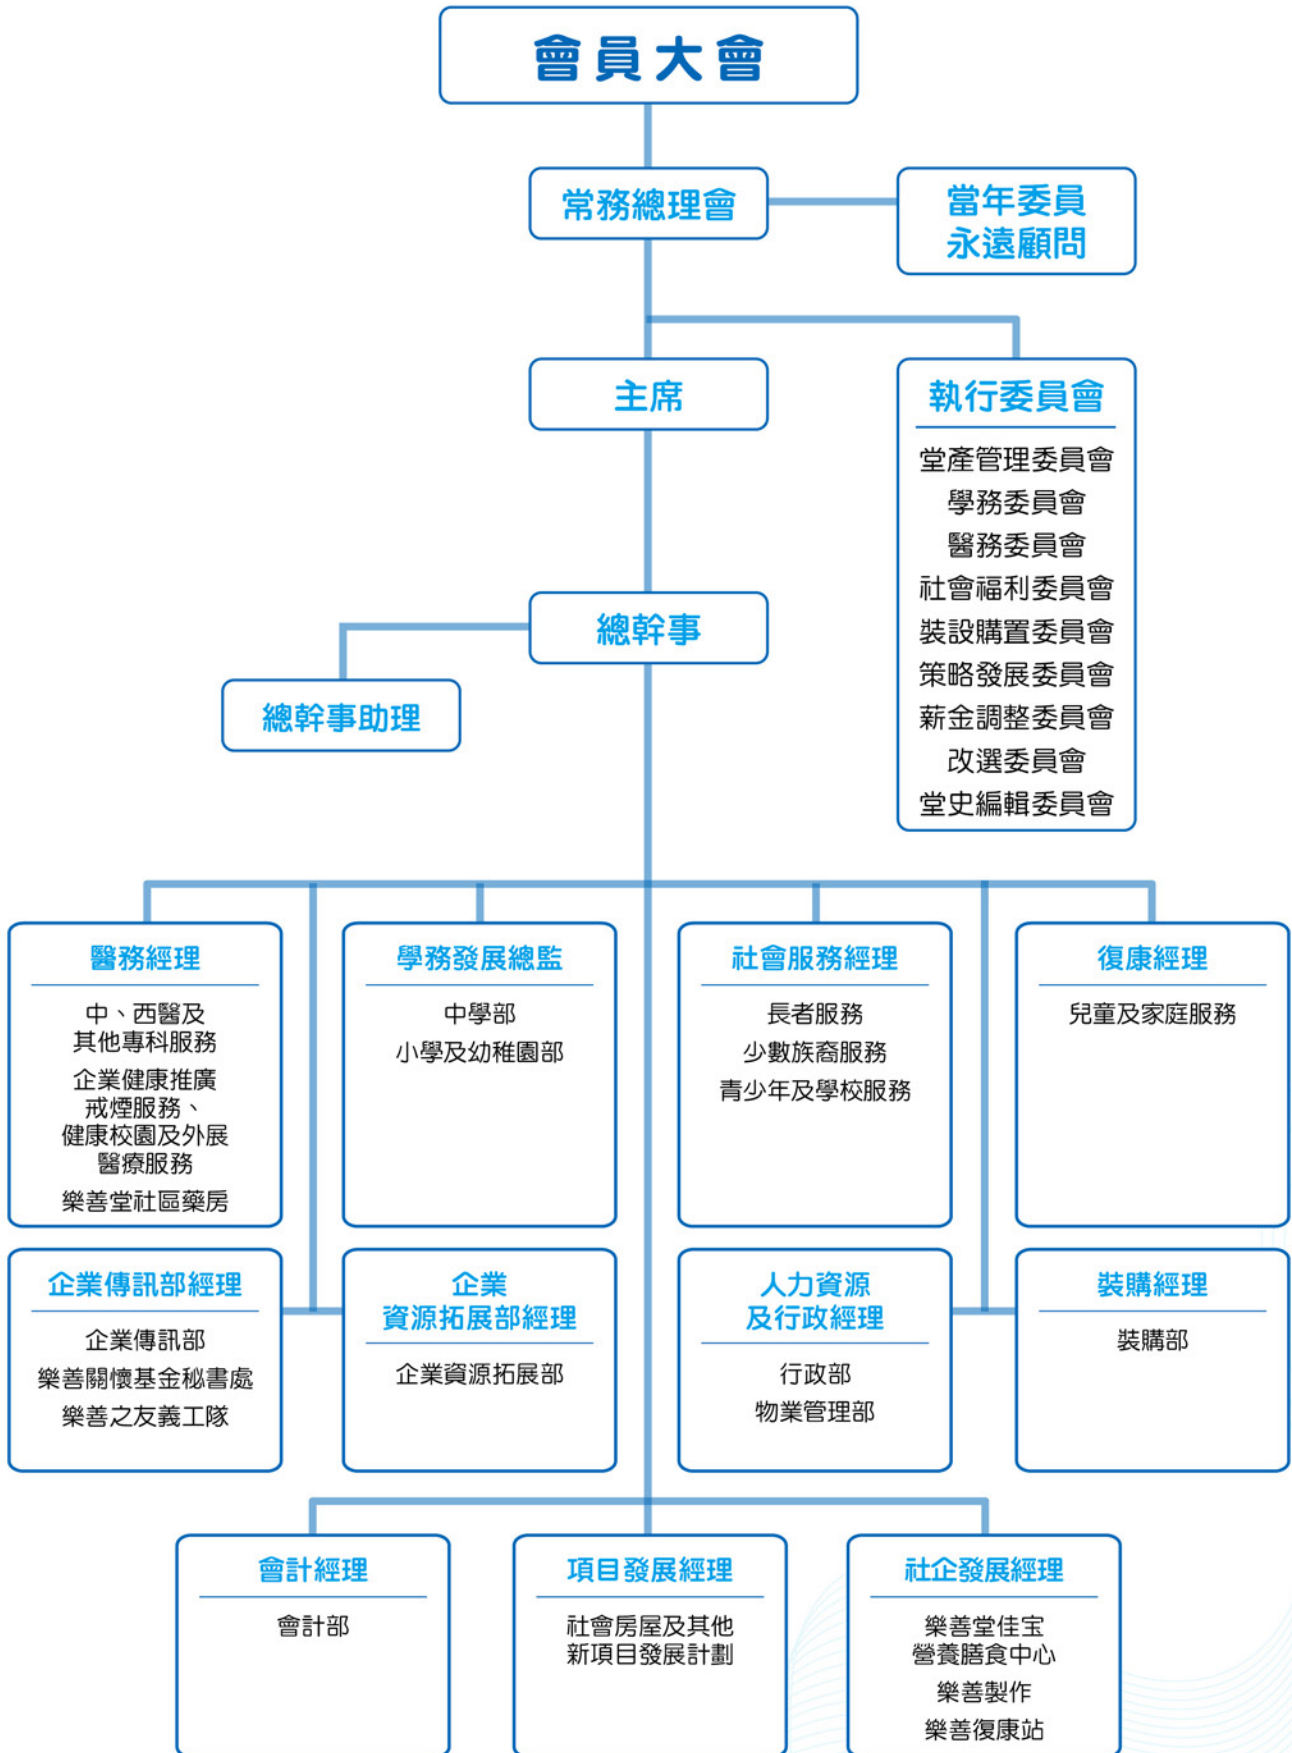 會員大會
常務總理會
當年委員
永遠顧問
主席
執行委員會
堂產管理委員會
學務委員會
醫務委員會
社會福利委員會
裝設購置委員會
策略發展委員會
薪金調整委員會
改選委員會
堂史編輯委員會
總幹事
總幹事助理
醫務經理
中、西醫及
其他專科服務
企業健康推廣
戒煙服務、
健康校園及外展
醫療服務
樂善堂社區藥房
學務發展總監
中學部
小學及幼稚園部
社會服務經理
長者服務
少數族裔服務
青少年及學校服務
復康經理
兒童及家庭服務
企業傳訊部經理
企業傳訊部
樂善關懷基金秘書處
樂善之友義工隊
企業
資源拓展部經理
企業資源拓展部
人力資源
及行政經理
行政部
物業管理部
裝購經理
裝購部
會計經理
會計部
項目發展經理
社會房屋及其他
新項目發展計劃
社企發展經理
樂善堂佳宝
營養膳食中心
樂善製作
樂善復康站